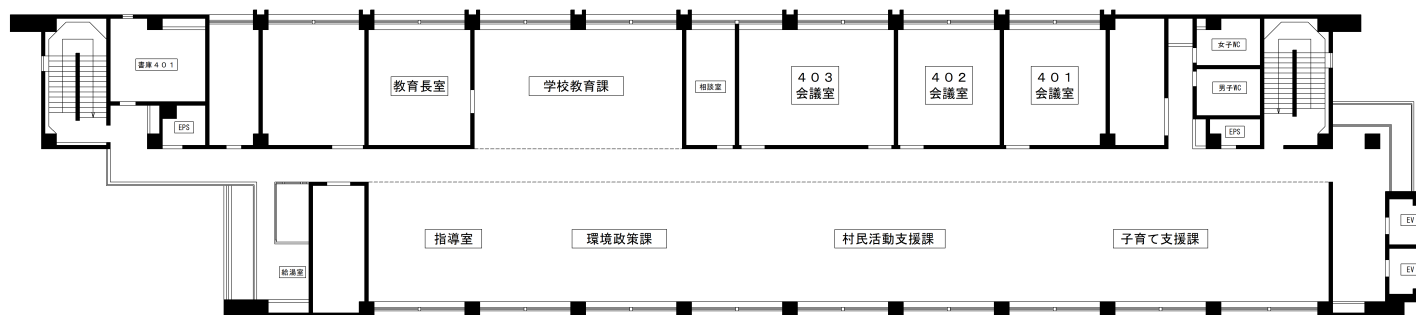 書庫４０１
EPS
教育長室
学校教育課
相談室
４０３
会議室
４０２
会議室
４０１
会議室
女子WC
男子WC
EPS
指導室
環境政策課
村民活動支援課
子育て支援課
給湯室
EV
EV